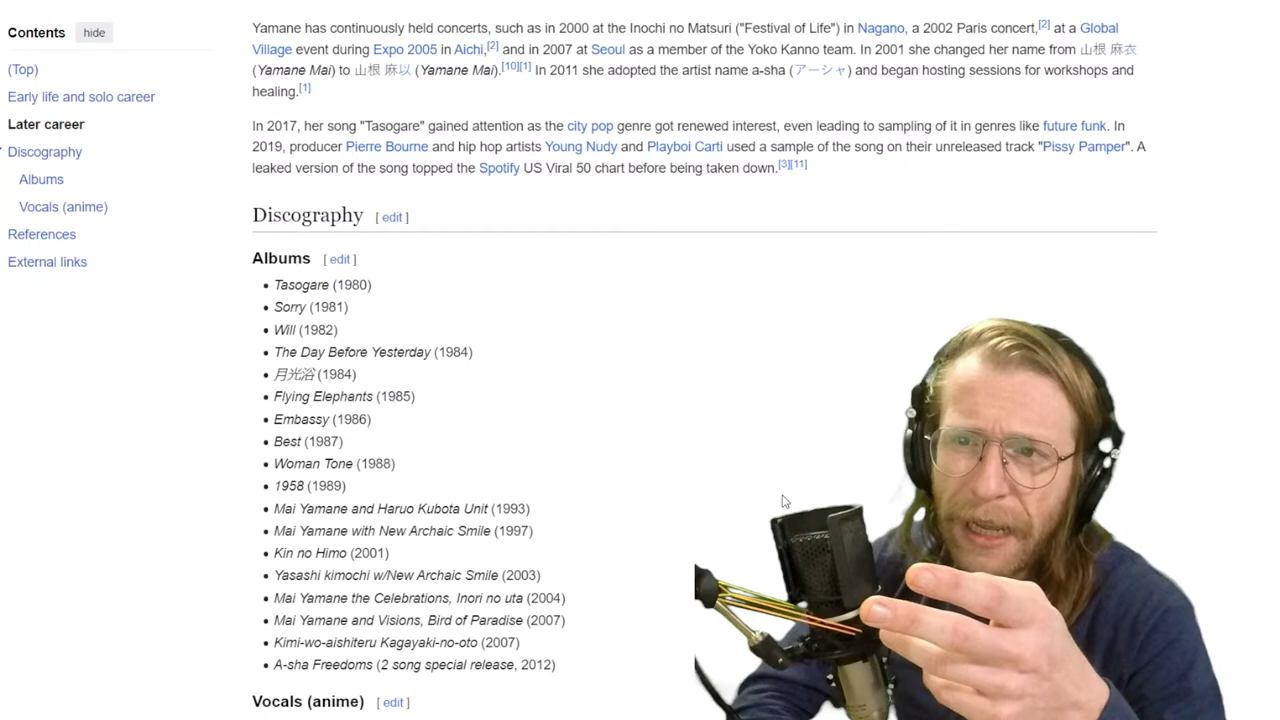 Contents hide
(Top)
Early life and solo career
Later career
Discography
Albums
Vocals (anime)
References
External links
Yamane has continuously held concerts, such as in 2000 at the Inochi no Matsuri ("Festival of Life") in Nagano, a 2002 Paris concert,[2] at a Global
Village event during Expo 2005 in Aichi,[2] and in 2007 at Seoul as a member of the Yoko Kanno team. In 2001 she changed her name from 山根 麻衣
(Yamane Mai) to 山根 麻以 (Yamane Mai).[10][1] In 2011 she adopted the artist name a-sha (アーシャ) and began hosting sessions for workshops and
healing.[1]
In 2017, her song "Tasogare" gained attention as the city pop genre got renewed interest, even leading to sampling of it in genres like future funk. In
2019, producer Pierre Bourne and hip hop artists Young Nudy and Playboi Carti used a sample of the song on their unreleased track "Pissy Pamper". A
leaked version of the song topped the Spotify US Viral 50 chart before being taken down.[3][11]
Discography [ edit ]
Albums [ edit ]
• Tasogare (1980)
• Sorry (1981)
• Will (1982)
• The Day Before Yesterday (1984)
• 月光浴 (1984)
• Flying Elephants (1985)
• Embassy (1986)
• Best (1987)
• Woman Tone (1988)
• 1958 (1989)
• Mai Yamane and Haruo Kubota Unit (1993)
• Mai Yamane with New Archaic Smile (1997)
• Kin no Himo (2001)
• Yasashi kimochi w/New Archaic Smile (2003)
• Mai Yamane the Celebrations, Inori no uta (2004)
• Mai Yamane and Visions, Bird of Paradise (2007)
• Kimi-wo-aishiteru Kagayaki-no-oto (2007)
• A-sha Freedoms (2 song special release, 2012)
Vocals (anime) [ edit ]